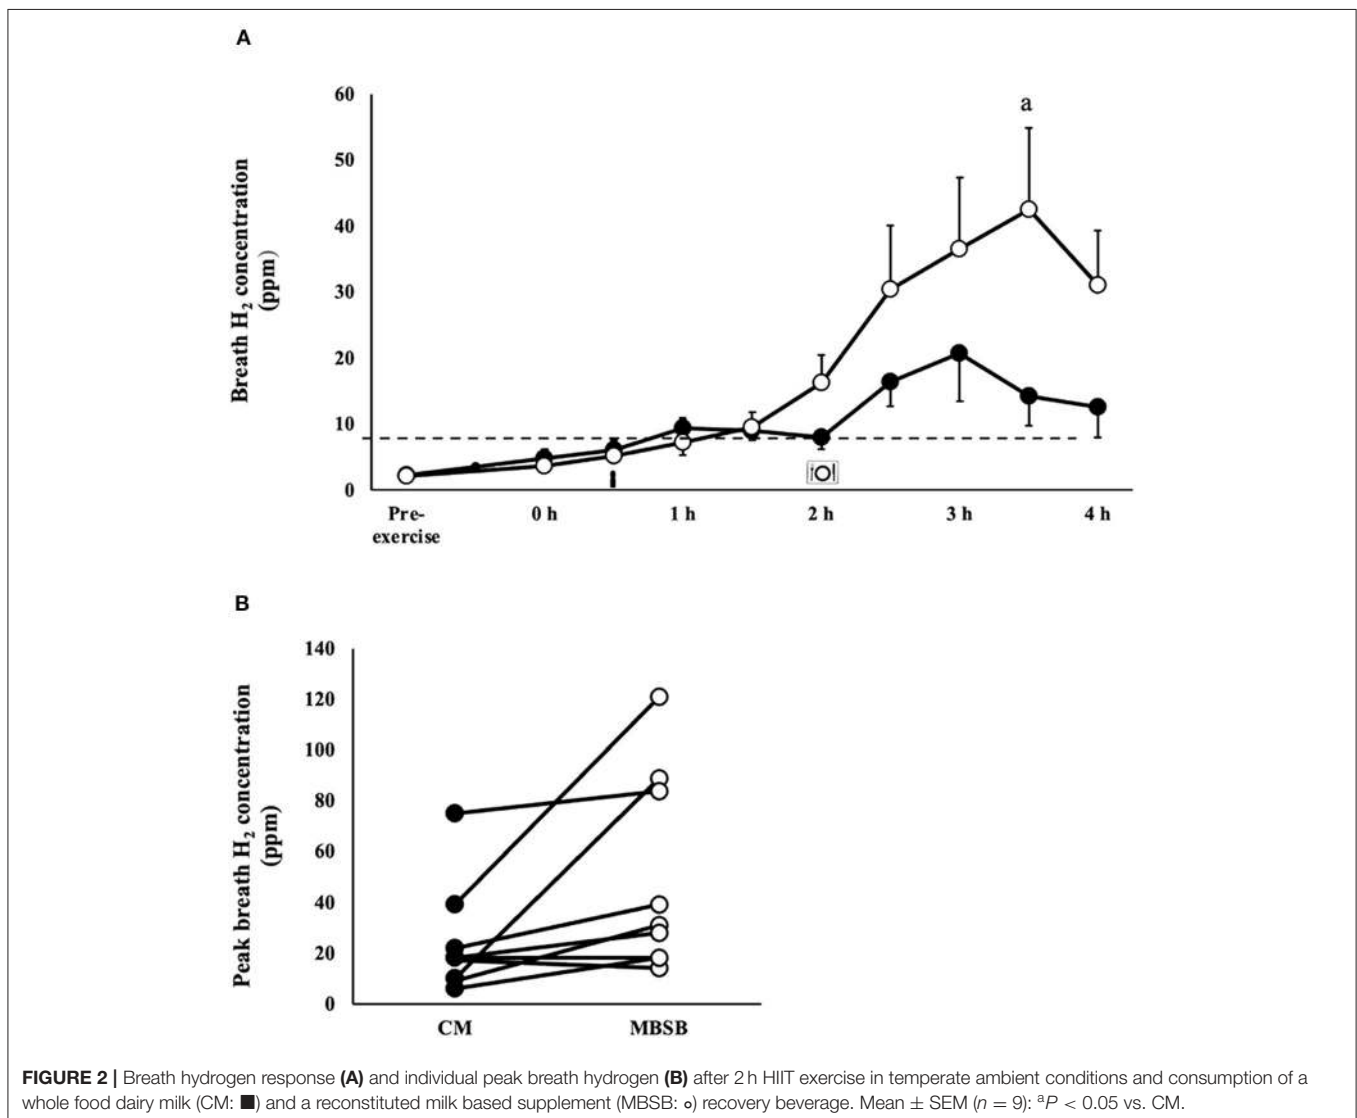 A
60
50
40
30
20
10
0
Breath H₂ concentration
(ppm)
a
Pre-
exercise
0 h
1 h
2 h
3 h
4 h
B
140
120
100
80
60
40
20
0
Peak breath H₂ concentration
(ppm)
CM
MBSB
FIGURE 2 | Breath hydrogen response (A) and individual peak breath hydrogen (B) after 2 h HIIT exercise in temperate ambient conditions and consumption of a
whole food dairy milk (CM: ■) and a reconstituted milk based supplement (MBSB: ∘) recovery beverage. Mean ± SEM (n = 9): ᵃP < 0.05 vs. CM.